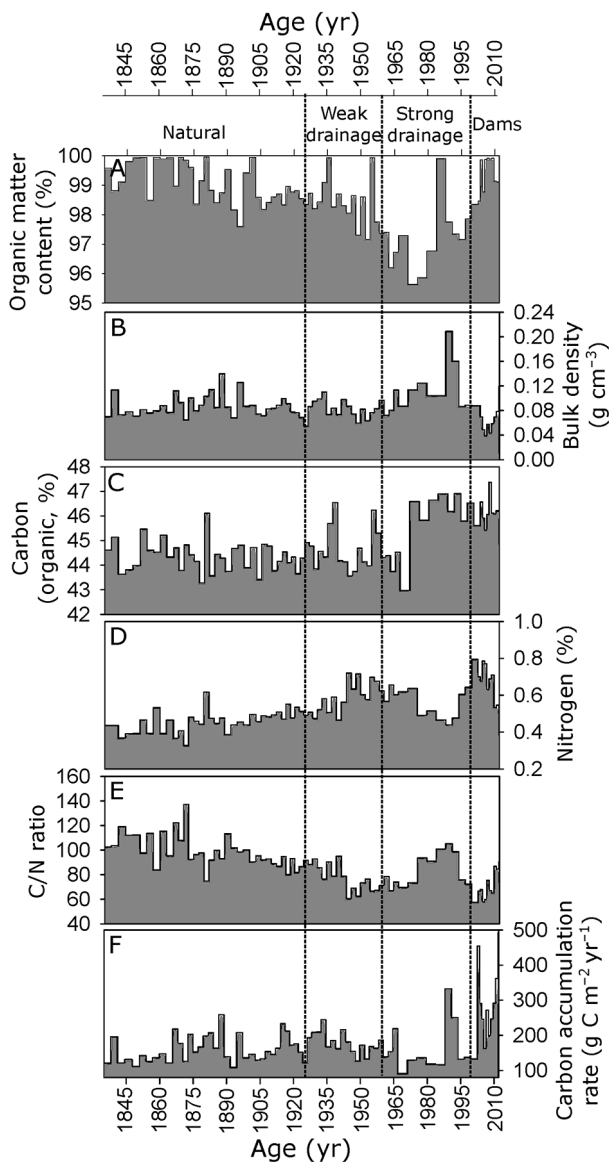 Age (yr)
1845 1860 1875 1890 1905 1920 1935 1950 1965 1980 1995 2010
Natural
Weak
drainage
Strong
drainage
Dams
A
Organic matter
content (%)
100
99
98
97
96
95
B
Bulk density
(g cm⁻³)
0.24
0.20
0.16
0.12
0.08
0.04
0.00
C
Carbon
(organic, %)
48
47
46
45
44
43
42
D
Nitrogen (%)
1.0
0.8
0.6
0.4
0.2
E
C/N ratio
160
140
120
100
80
60
40
F
Carbon accumulation
rate (g C m⁻² yr⁻¹)
500
400
300
200
100
1845 1860 1875 1890 1905 1920 1935 1950 1965 1980 1995 2010
Age (yr)